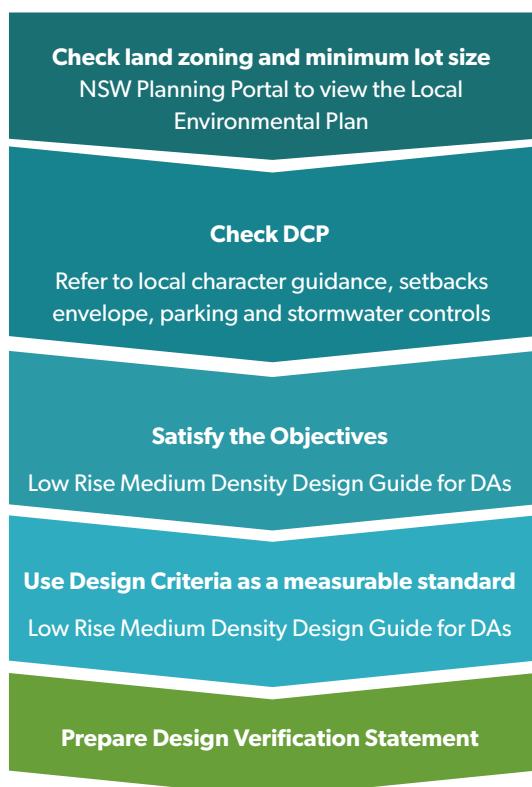 Check land zoning and minimum lot size
NSW Planning Portal to view the Local
Environmental Plan
Check DCP
Refer to local character guidance, setbacks
envelope, parking and stormwater controls
Satisfy the Objectives
Low Rise Medium Density Design Guide for DAs
Use Design Criteria as a measurable standard
Low Rise Medium Density Design Guide for DAs
Prepare Design Verification Statement